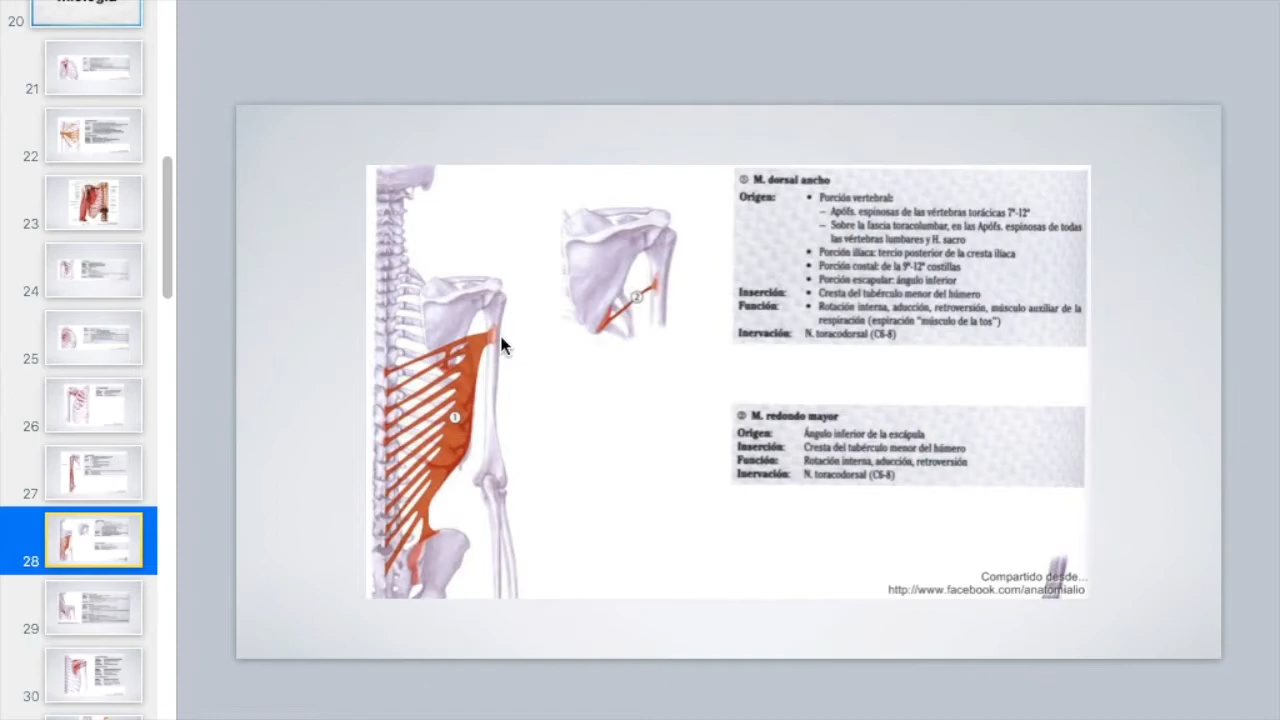 miología
20
21
22
23
24
25
26
27
28
29
30
① M. dorsal ancho
Origen: • Porción vertebral:
– Apófs. espinosas de las vértebras torácicas 7ª-12ª
– Sobre la fascia toracolumbar, en las Apófs. espinosas de todas
las vértebras lumbares y H. sacro
• Porción ilíaca: tercio posterior de la cresta ilíaca
• Porción costal: de la 9ª-12ª costillas
• Porción escapular: ángulo inferior
Inserción: • Cresta del tubérculo menor del húmero
Función: • Rotación interna, aducción, retroversión, músculo auxiliar de la
respiración (espiración "músculo de la tos")
Inervación: N. toracodorsal (C6-8)
②
①
② M. redondo mayor
Origen: Ángulo inferior de la escápula
Inserción: Cresta del tubérculo menor del húmero
Función: Rotación interna, aducción, retroversión
Inervación: N. toracodorsal (C6-8)
Compartido desde...
http://www.facebook.com/anatomialio